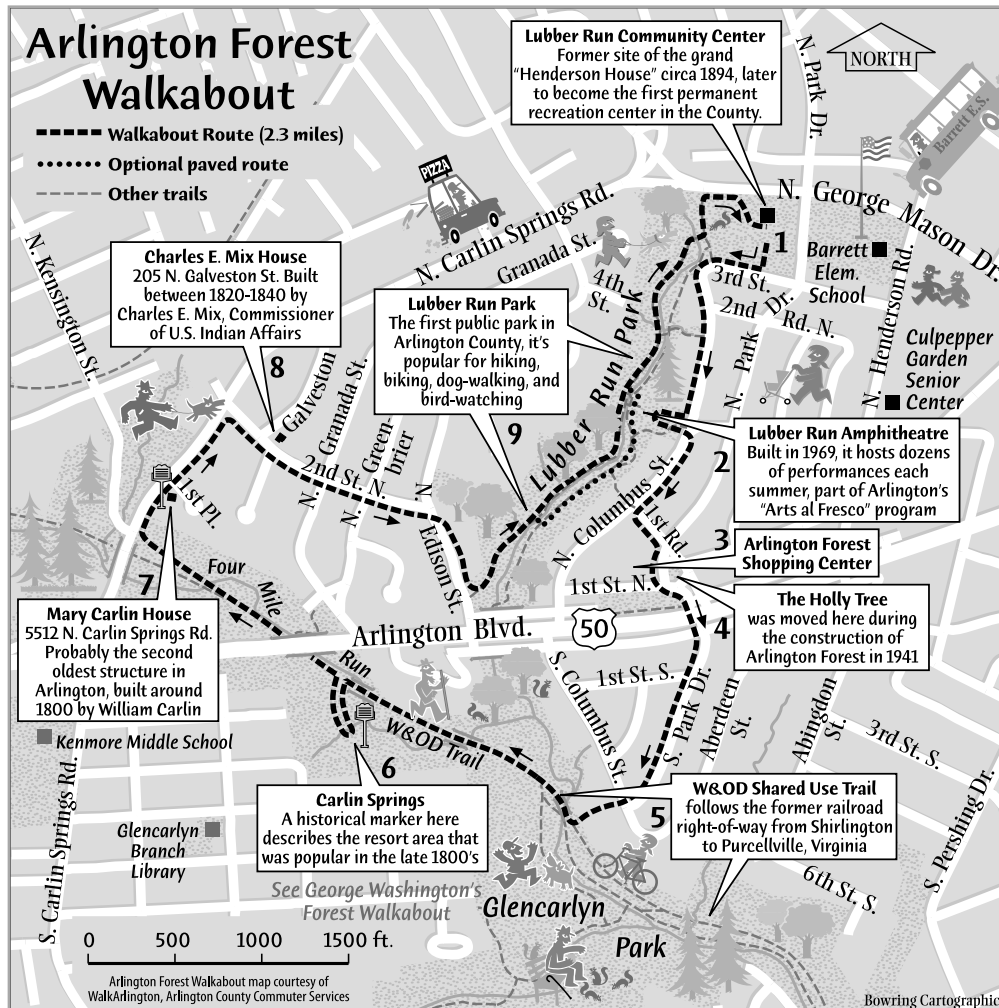 Arlington Forest
Walkabout
Walkabout Route (2.3 miles)
Optional paved route
Other trails
Lubber Run Community Center
Former site of the grand
"Henderson House" circa 1894, later
to become the first permanent
recreation center in the County.
N. Park Dr.
NORTH
Barrett E.S.
PIZZA
N. George Mason Dr.
N. Carlin Springs Rd.
Granada St.
4th St.
N. Kensington St.
1
Barrett
Elem.
School
3rd St.
2nd Rd. N.
N. Park Dr.
N. Henderson Rd.
Culpepper
Garden
Senior
Center
Charles E. Mix House
205 N. Galveston St. Built
between 1820-1840 by
Charles E. Mix, Commissioner
of U.S. Indian Affairs
8
Lubber Run Park
The first public park in
Arlington County, it's
popular for hiking,
biking, dog-walking, and
bird-watching
9
Lubber Run Park
Galveston
N. Granada St.
N. Greenbrier
2nd St. N.
N. Edison St.
Lubber Run Amphitheatre
Built in 1969, it hosts dozens
of performances each
summer, part of Arlington's
"Arts al Fresco" program
2
N. Columbus St.
1st Rd.
3
Arlington Forest
Shopping Center
1st St. N.
The Holly Tree
was moved here during
the construction of
Arlington Forest in 1941
4
1st Pl.
7
Four Mile Run
Mary Carlin House
5512 N. Carlin Springs Rd.
Probably the second
oldest structure in
Arlington, built around
1800 by William Carlin
Arlington Blvd.
50
1st St. S.
S. Columbus St.
S. Park Dr.
Aberdeen St.
Abingdon St.
3rd St. S.
S. Pershing Dr.
Kenmore Middle School
W&OD Trail
6
Carlin Springs
A historical marker here
describes the resort area that
was popular in the late 1800's
5
W&OD Shared Use Trail
follows the former railroad
right-of-way from Shirlington
to Purcellville, Virginia
6th St. S.
Glencarlyn
Branch
Library
S. Carlin Springs Rd.
See George Washington's
Forest Walkabout
Glencarlyn
Park
0 500 1000 1500 ft.
Arlington Forest Walkabout map courtesy of
WalkArlington, Arlington County Commuter Services
Bowring Cartographic